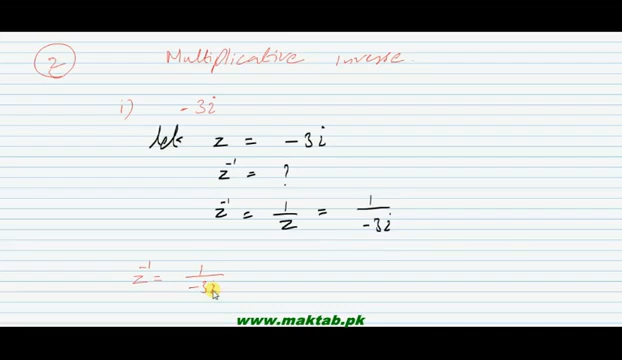 2 Multiplicative inverse.
i) -3i
let z = -3i
z⁻¹ = ?
z⁻¹ = 1/z = 1/-3i
z⁻¹ = 1/-3i
www.maktab.pk